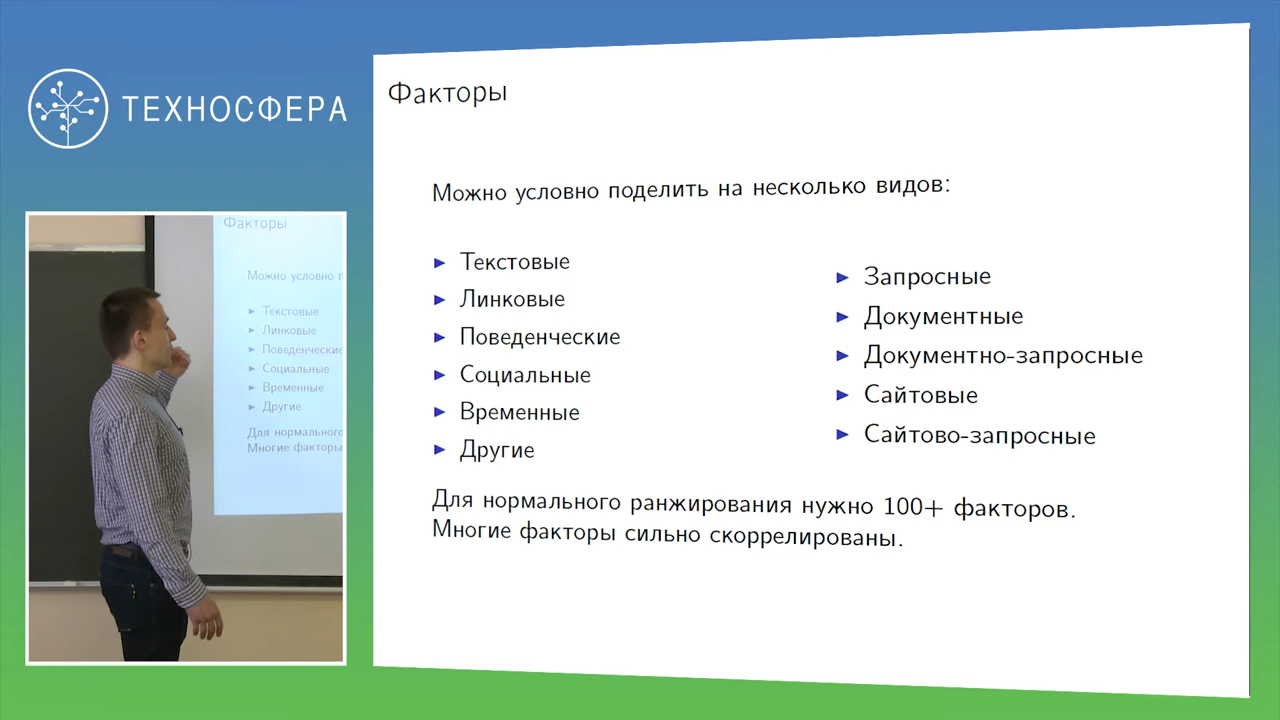 ТЕХНОСФЕРА
Факторы
Можно условно поделить на несколько видов:
► Текстовые
► Линковые
► Поведенческие
► Социальные
► Временные
► Другие
► Запросные
► Документные
► Документно-запросные
► Сайтовые
► Сайтово-запросные
Для нормального ранжирования нужно 100+ факторов.
Многие факторы сильно скоррелированы.
Факторы
Можно условно
► Текстовые
► Линковые
► Поведенческие
► Социальные
► Временные
► Другие
Для нормального
Многие факторы